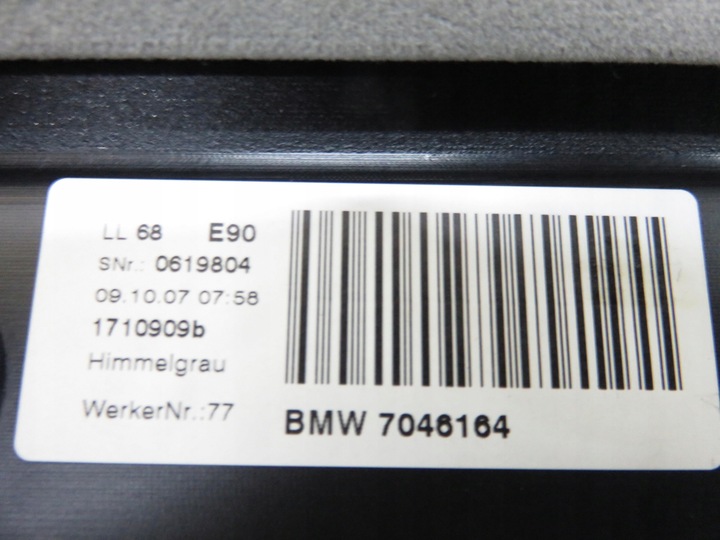 LL 68 E90
SNr.: 0619804
09.10.07 07:58
1710909b
Himmelgrau
WerkerNr.:77
BMW 7046164